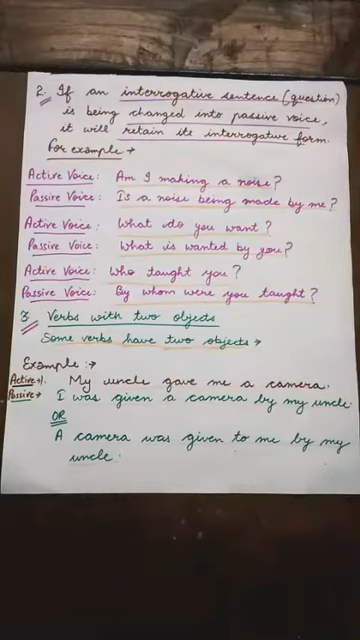 2. If an interrogative sentence (question)
is being changed into passive voice,
it will retain its interrogative form.
For example →
Active Voice: Am I making a noise?
Passive Voice: Is a noise being made by me?
Active Voice: What do you want?
Passive Voice: What is wanted by you?
Active Voice: Who taught you?
Passive Voice: By whom were you taught?
3. Verbs with two objects
Some verbs have two objects →
Example :→
Active → My uncle gave me a camera.
Passive → I was given a camera by my uncle.
OR
A camera was given to me by my
uncle.